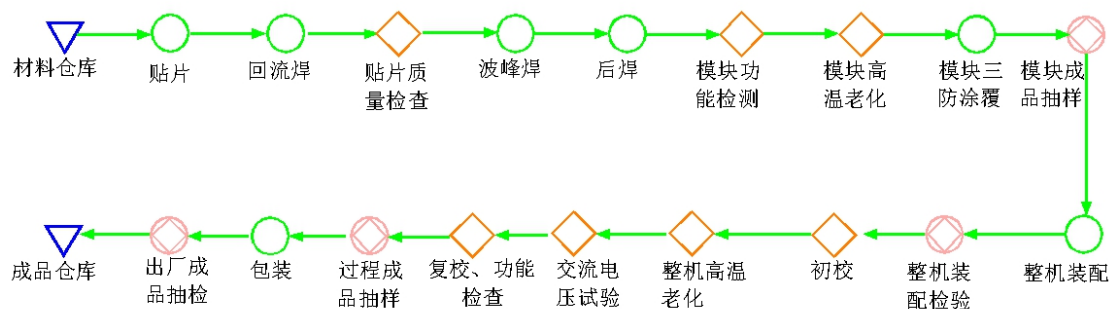 材料仓库
贴片
回流焊
贴片质
量检查
波峰焊
后焊
模块功
能检测
模块高
温老化
模块三
防涂覆
模块成
品抽样
整机装配
整机装
配检验
初校
整机高温
老化
交流电
压试验
复校、功能
检查
过程成
品抽样
包装
出厂成
品抽检
成品仓库